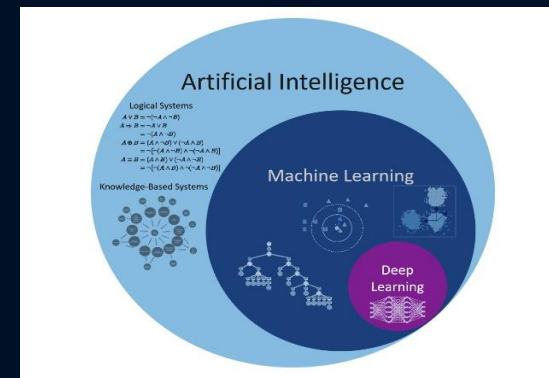 Artificial Intelligence
Logical Systems
A ∨ B = ¬(¬A ∧ ¬B)
A ⇒ B = ¬A ∨ B
= ¬(A ∧ ¬B)
A ⊕ B = (A ∧ ¬B) ∨ (¬A ∧ B)
= ¬[¬(A ∧ ¬B) ∧ ¬(¬A ∧ B)]
A ≡ B = (A ∧ B) ∨ (¬A ∧ ¬B)
= ¬[¬(A ∧ B) ∧ ¬(¬A ∧ ¬B)]
Knowledge-Based Systems
Machine Learning
Deep
Learning